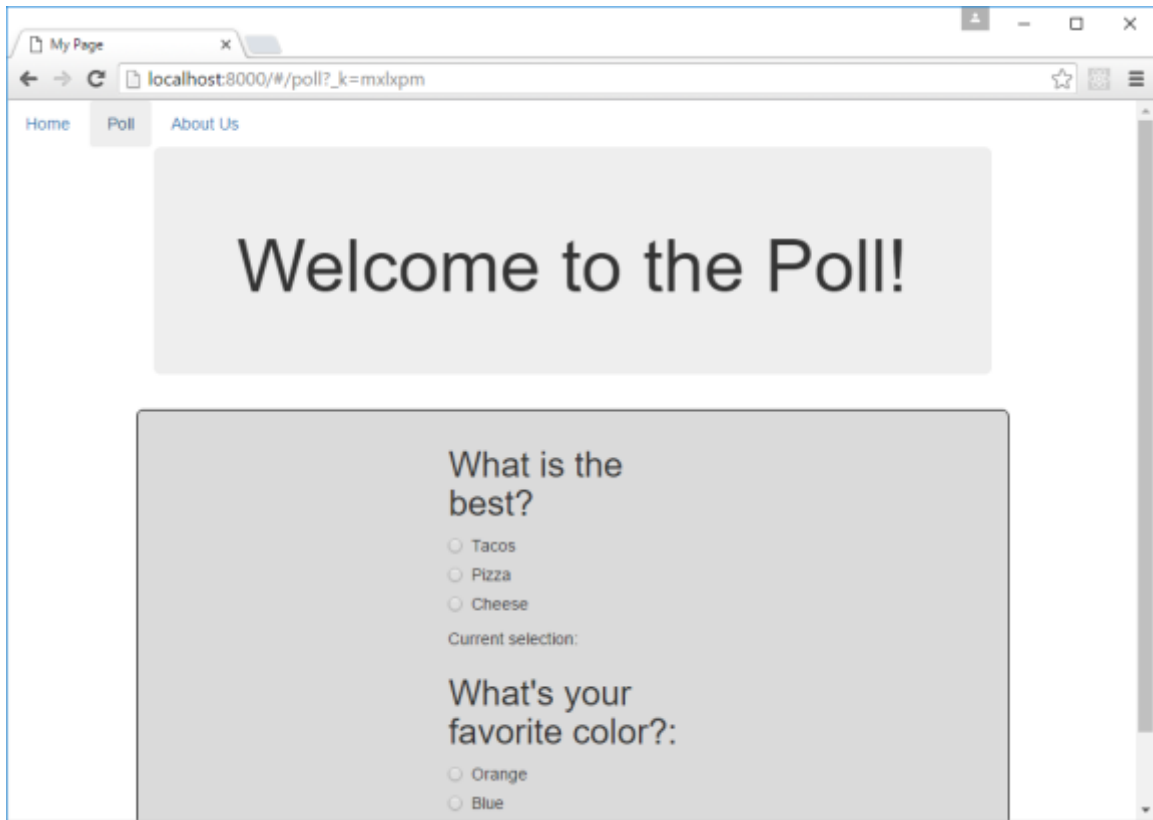 My Page
localhost:8000/#/poll?_k=mxlxpm
Home Poll About Us
Welcome to the Poll!
What is the
best?
Tacos
Pizza
Cheese
Current selection:
What's your
favorite color?:
Orange
Blue